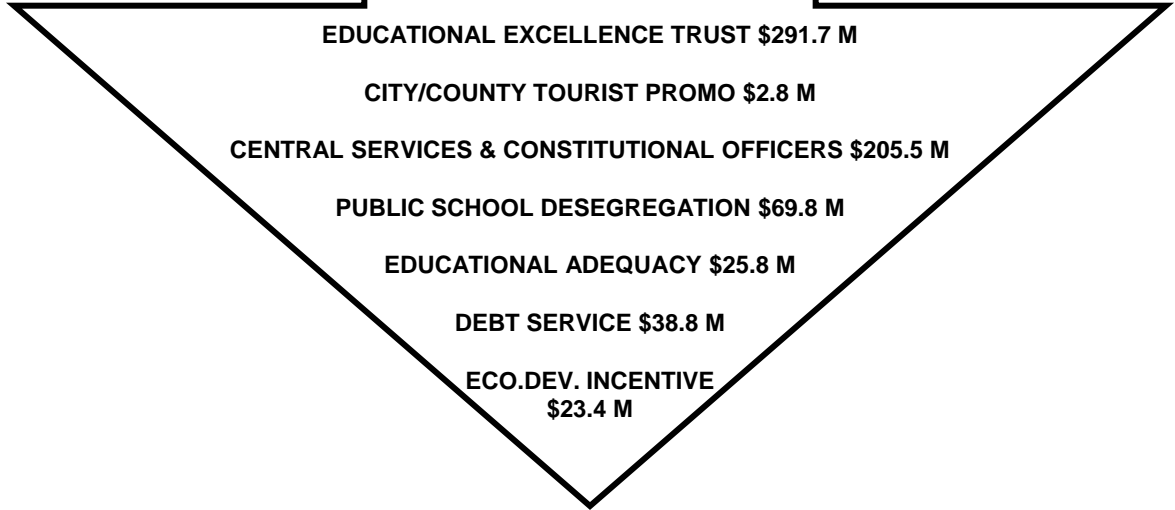 EDUCATIONAL EXCELLENCE TRUST $291.7 M
CITY/COUNTY TOURIST PROMO $2.8 M
CENTRAL SERVICES & CONSTITUTIONAL OFFICERS $205.5 M
PUBLIC SCHOOL DESEGREGATION $69.8 M
EDUCATIONAL ADEQUACY $25.8 M
DEBT SERVICE $38.8 M
ECO.DEV. INCENTIVE
$23.4 M